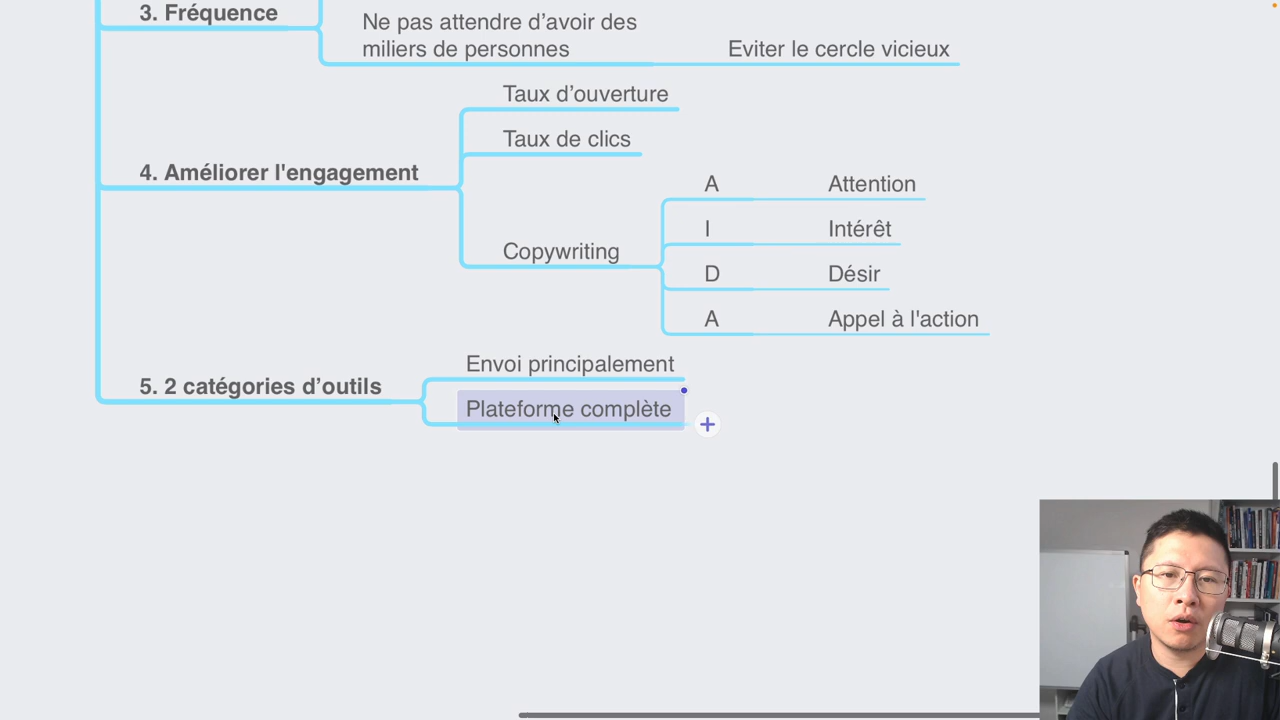 3. Fréquence
Ne pas attendre d’avoir des
miliers de personnes
Eviter le cercle vicieux
4. Améliorer l'engagement
Taux d’ouverture
Taux de clics
Copywriting
A
Attention
I
Intérêt
D
Désir
A
Appel à l'action
5. 2 catégories d’outils
Envoi principalement
Plateforme complète